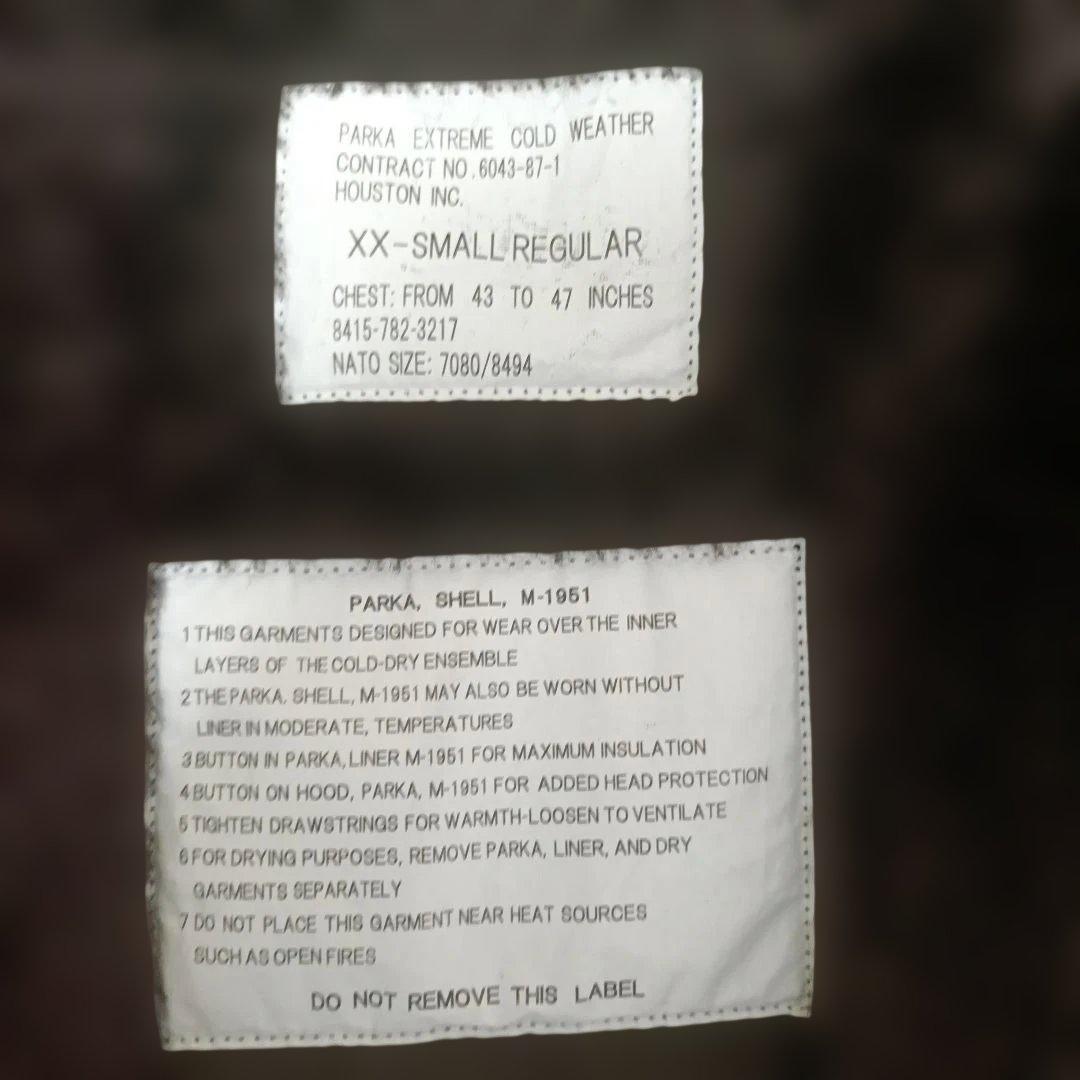 PARKA EXTREME COLD WEATHER
CONTRACT NO.6043-87-1
HOUSTON INC.
XX-SMALL REGULAR
CHEST: FROM 43 TO 47 INCHES
8415-782-3217
NATO SIZE: 7080/8494
PARKA, SHELL, M-1951
1 THIS GARMENTS DESIGNED FOR WEAR OVER THE INNER
LAYERS OF THE COLD-DRY ENSEMBLE
2 THE PARKA. SHELL, M-1951 MAY ALSO BE WORN WITHOUT
LINER IN MODERATE, TEMPERATURES
3 BUTTON IN PARKA, LINER M-1951 FOR MAXIMUM INSULATION
4 BUTTON ON HOOD, PARKA, M-1951 FOR ADDED HEAD PROTECTION
5 TIGHTEN DRAWSTRINGS FOR WARMTH-LOOSEN TO VENTILATE
6 FOR DRYING PURPOSES, REMOVE PARKA, LINER, AND DRY
GARMENTS SEPARATELY
7 DO NOT PLACE THIS GARMENT NEAR HEAT SOURCES
SUCH AS OPEN FIRES
DO NOT REMOVE THIS LABEL